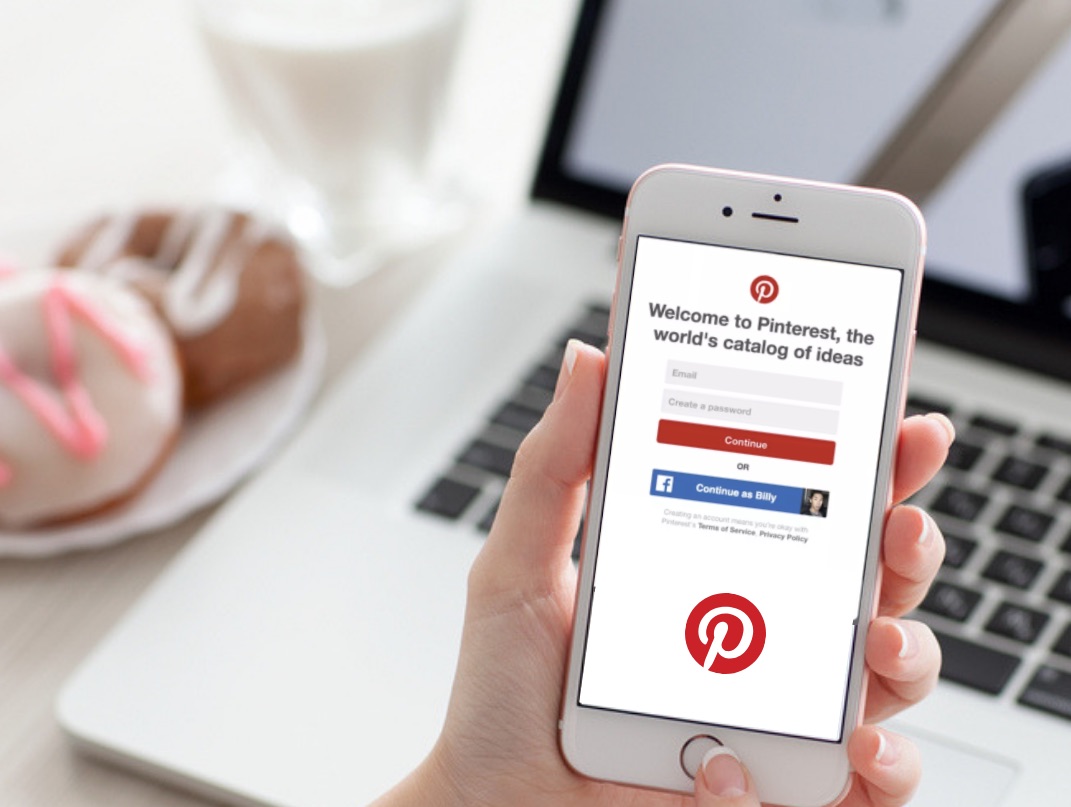 Welcome to Pinterest, the
world's catalog of ideas
Email
Create a password
Continue
OR
f Continue as Billy
Creating an account means you're okay with
Pinterest's Terms of Service, Privacy Policy